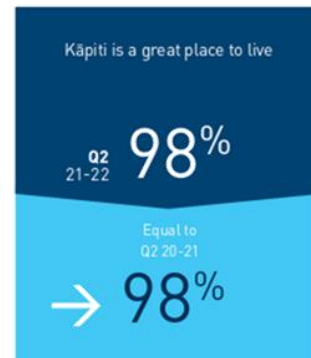 Kāpiti is a great place to live
Q2
21-22
98%
Equal to
Q2 20-21
98%